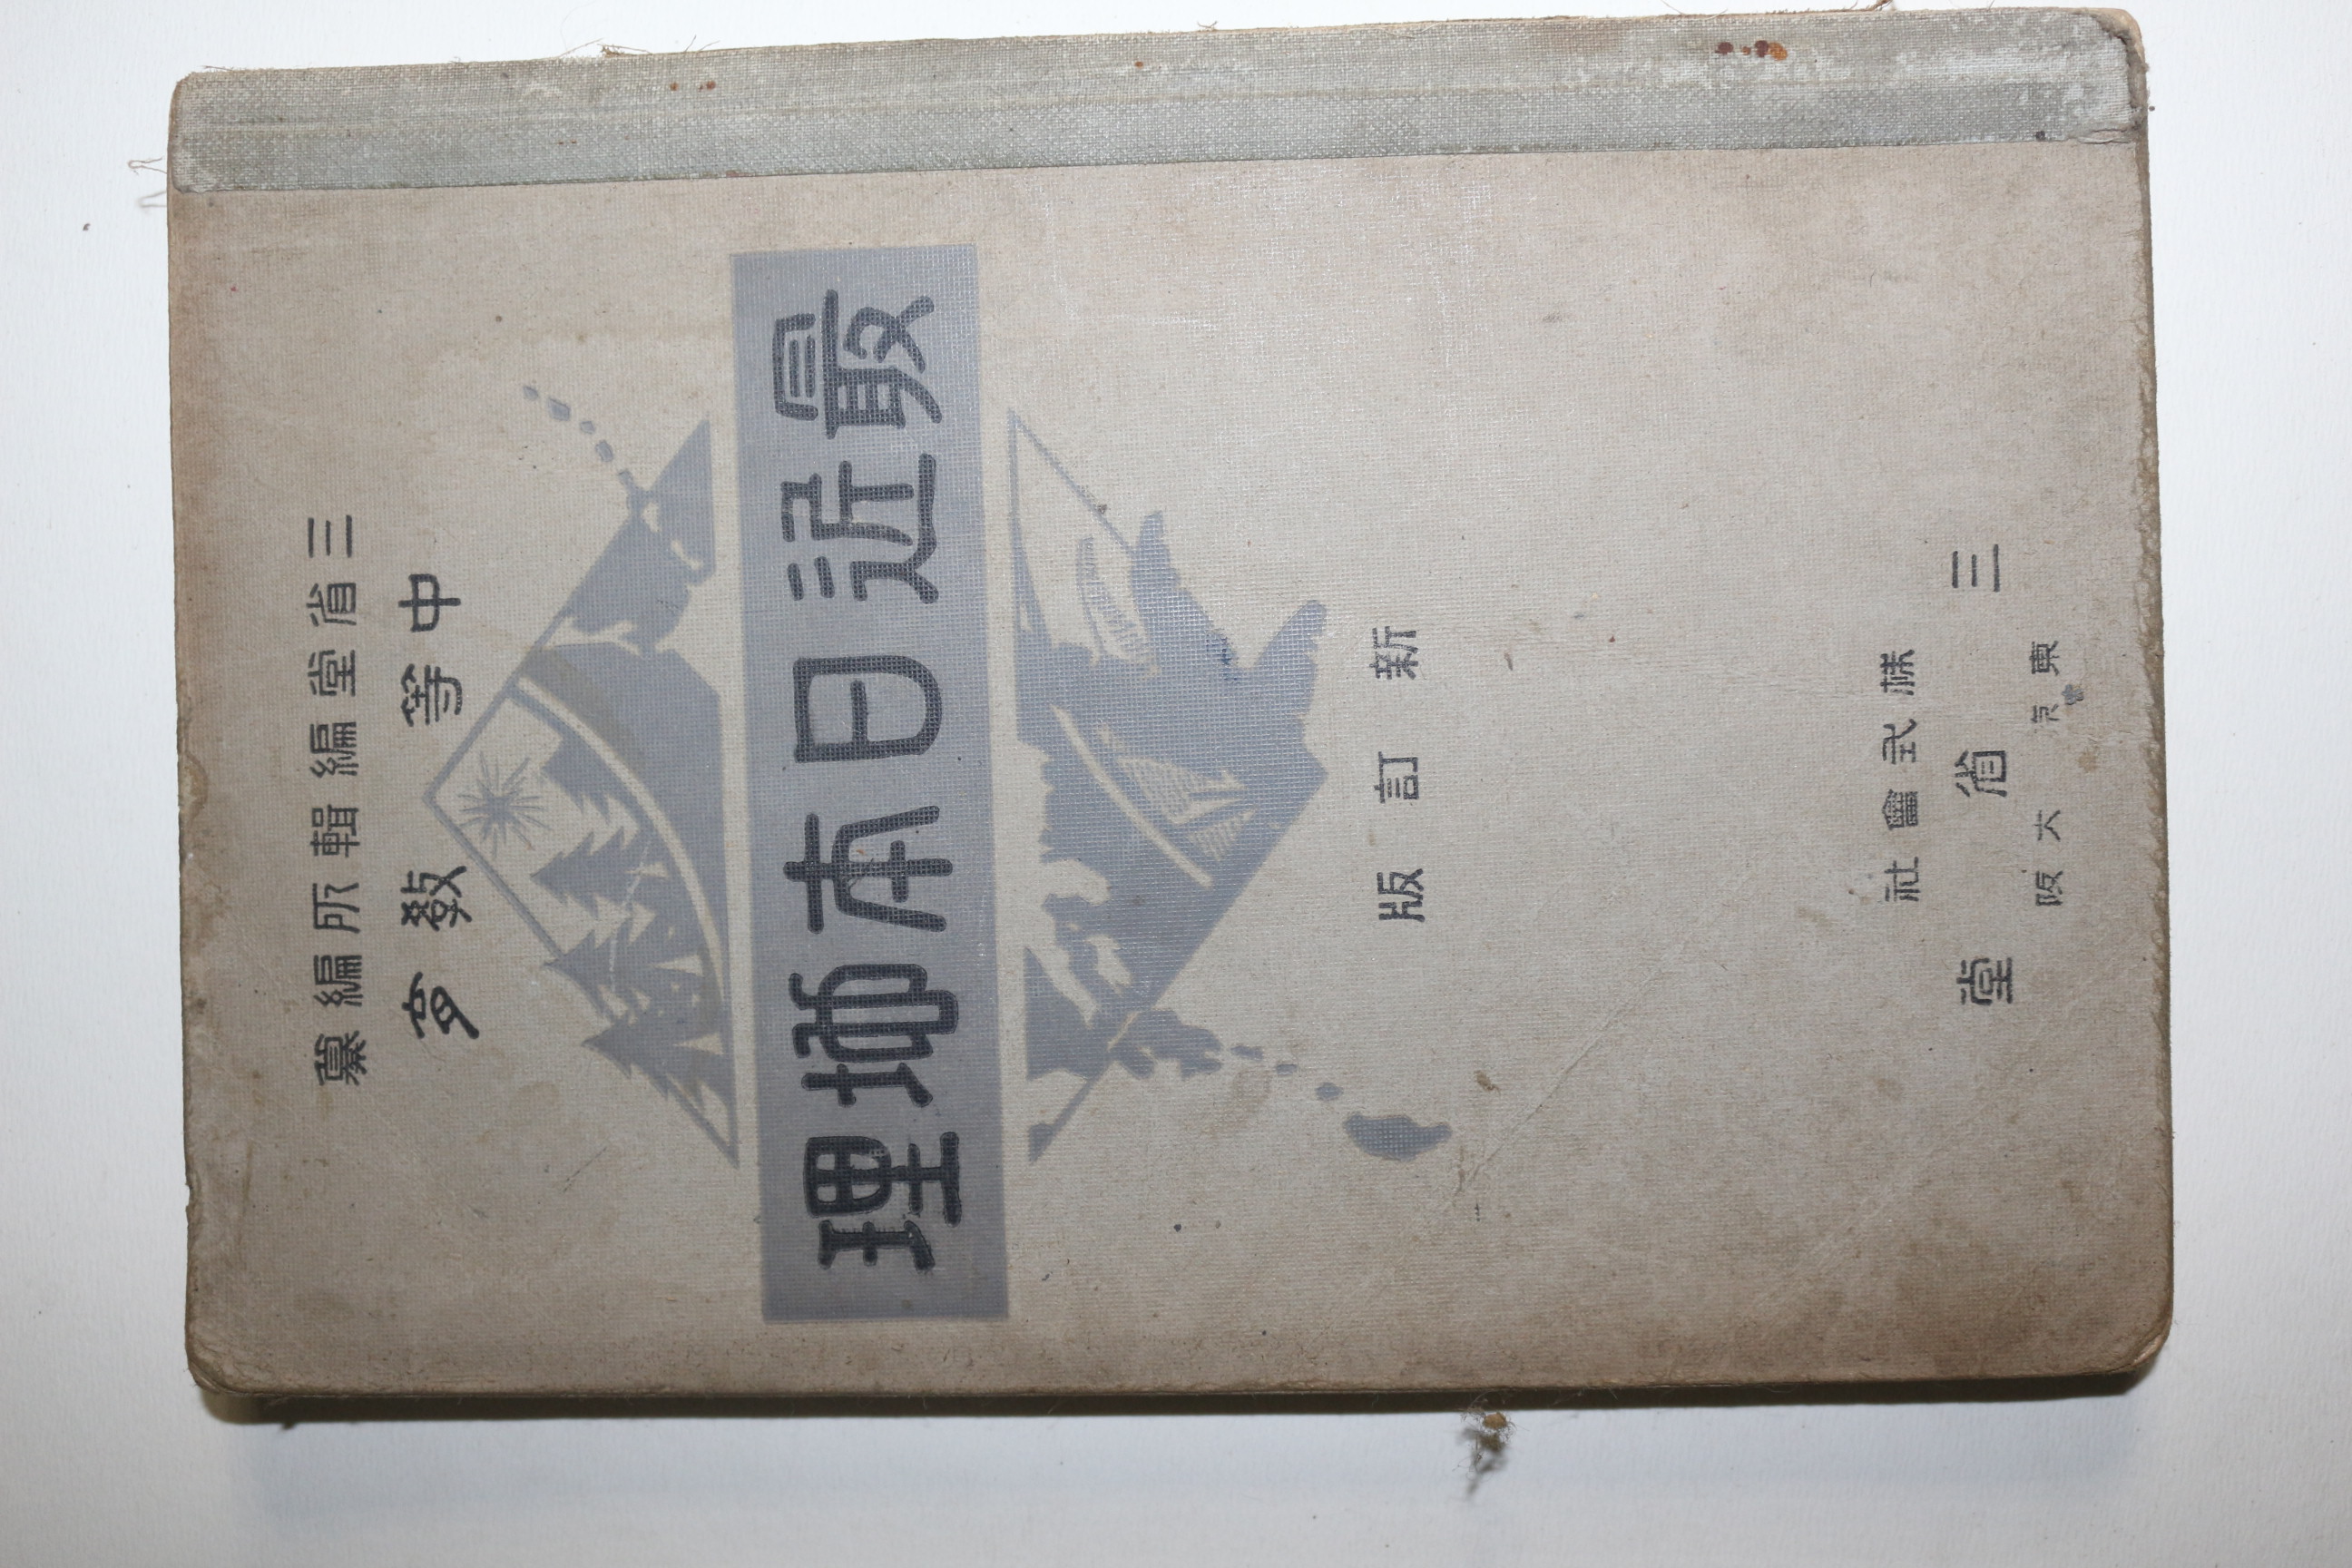 三省堂編輯所編纂
中等敎育
最近日本地理
新訂版
株式會社
三省堂
東京 大阪